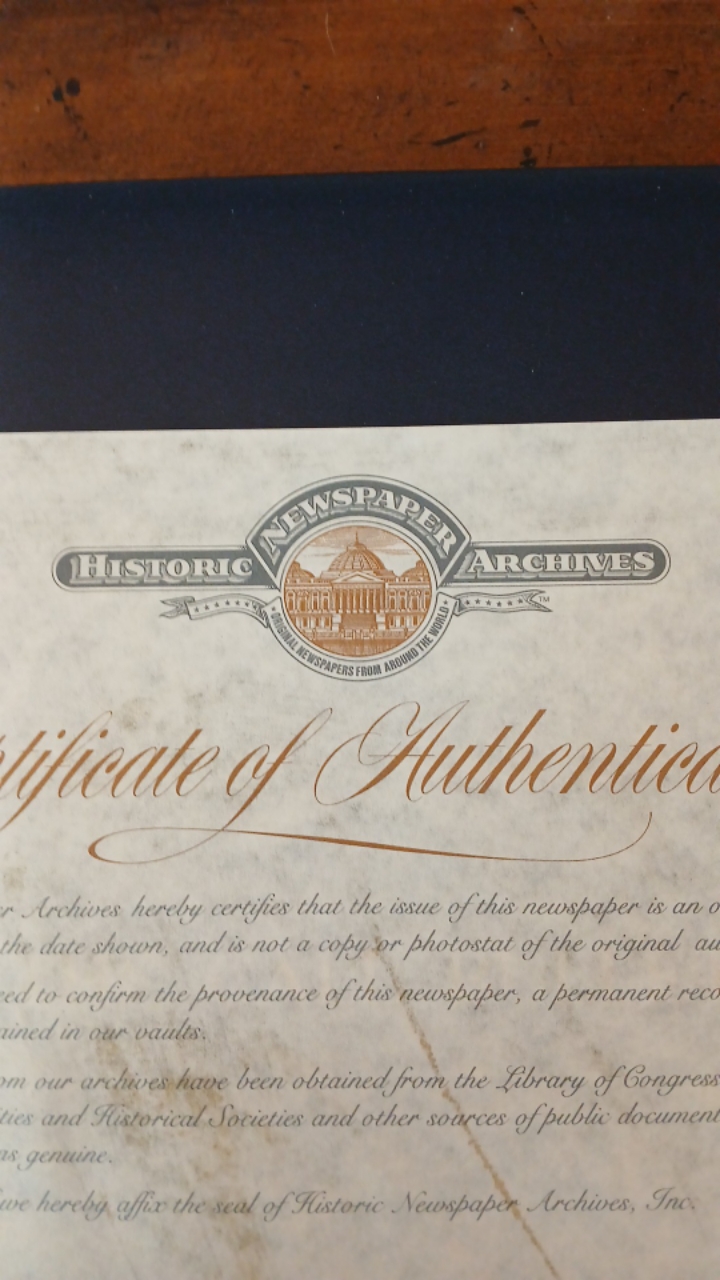 NEWSPAPER
HISTORIC ARCHIVES
ORIGINAL NEWSPAPERS FROM AROUND THE WORLD
TM
tificate of Authentica
r Archives hereby certifies that the issue of this newspaper is an o
the date shown, and is not a copy or photostat of the original au
eed to confirm the provenance of this newspaper, a permanent reco
ained in our vaults.
om our archives have been obtained from the Library of Congress
ties and Historical Societies and other sources of public document
as genuine.
we hereby affix the seal of Historic Newspaper Archives, Inc.